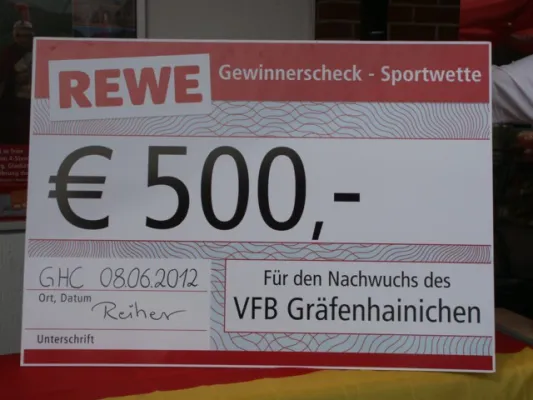 REWE
Gewinnerscheck - Sportwette
€ 500,-
GHC 08.06.2012
Ort, Datum
Reiher
Unterschrift
Für den Nachwuchs des
VFB Gräfenhainichen